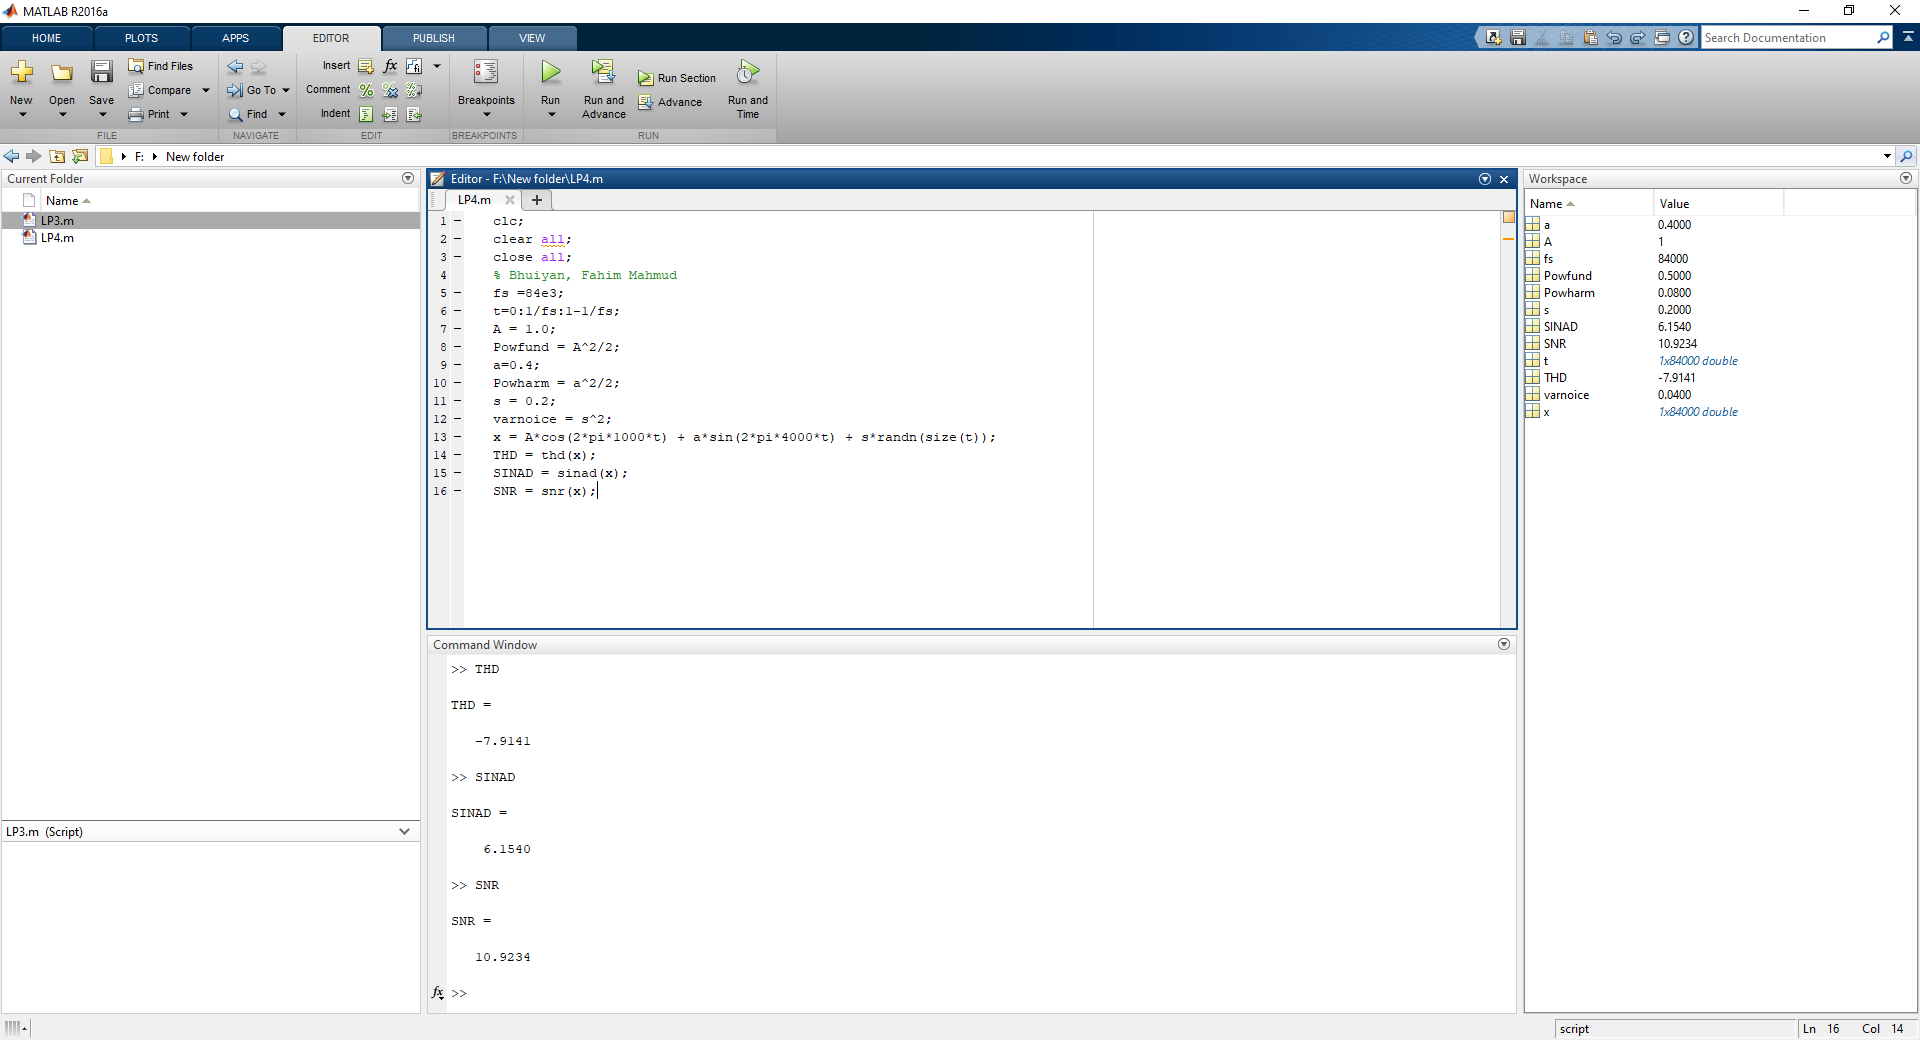 MATLAB R2016a
HOME PLOTS APPS EDITOR PUBLISH VIEW
Search Documentation
New Open Save
Find Files
Compare
Print
FILE
Go To
Find
NAVIGATE
Insert fx
Comment
Indent
EDIT
Breakpoints
BREAKPOINTS
Run
Run and Advance
Run Section
Advance
Run and Time
RUN
F: New folder
Current Folder
Name
LP3.m
LP4.m
LP3.m (Script)
Editor - F:\New folder\LP4.m
LP4.m
1 clc;
2 clear all;
3 close all;
4 % Bhuiyan, Fahim Mahmud
5 fs =84e3;
6 t=0:1/fs:1-1/fs;
7 A = 1.0;
8 Powfund = A^2/2;
9 a=0.4;
10 Powharm = a^2/2;
11 s = 0.2;
12 varnoice = s^2;
13 x = A*cos(2*pi*1000*t) + a*sin(2*pi*4000*t) + s*randn(size(t));
14 THD = thd(x);
15 SINAD = sinad(x);
16 SNR = snr(x);
Command Window
>> THD
THD =
-7.9141
>> SINAD
SINAD =
6.1540
>> SNR
SNR =
10.9234
fx >>
Workspace
Name Value
a 0.4000
A 1
fs 84000
Powfund 0.5000
Powharm 0.0800
s 0.2000
SINAD 6.1540
SNR 10.9234
t 1x84000 double
THD -7.9141
varnoice 0.0400
x 1x84000 double
script Ln 16 Col 14